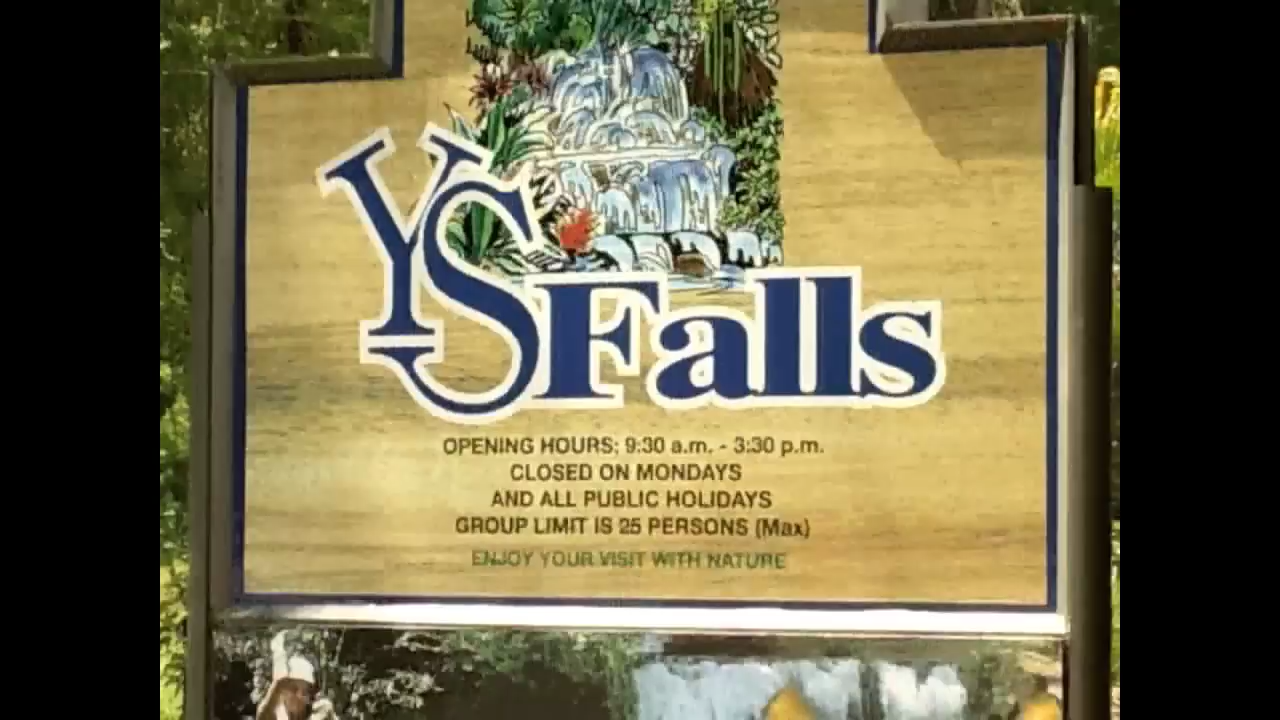 YS Falls
OPENING HOURS: 9:30 a.m. - 3:30 p.m.
CLOSED ON MONDAYS
AND ALL PUBLIC HOLIDAYS
GROUP LIMIT IS 25 PERSONS (Max)
ENJOY YOUR VISIT WITH NATURE